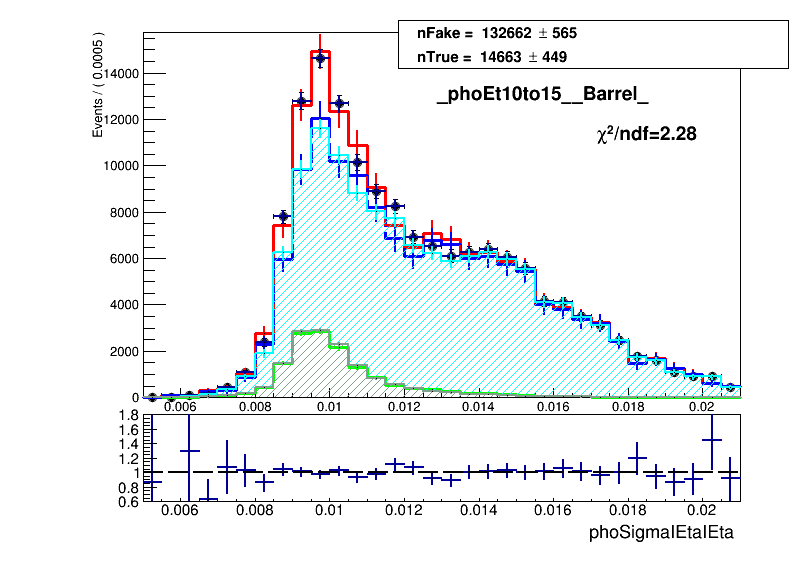 nFake = 132662 ± 565
nTrue = 14663 ± 449
_phoEt10to15__Barrel_
χ²/ndf=2.28
Events / ( 0.0005 )
14000
12000
10000
8000
6000
4000
2000
0
0.006 0.008 0.01 0.012 0.014 0.016 0.018 0.02
1.8
1.6
1.4
1.2
1
0.8
0.6
0.006 0.008 0.01 0.012 0.014 0.016 0.018 0.02
phoSigmaIEtaIEta